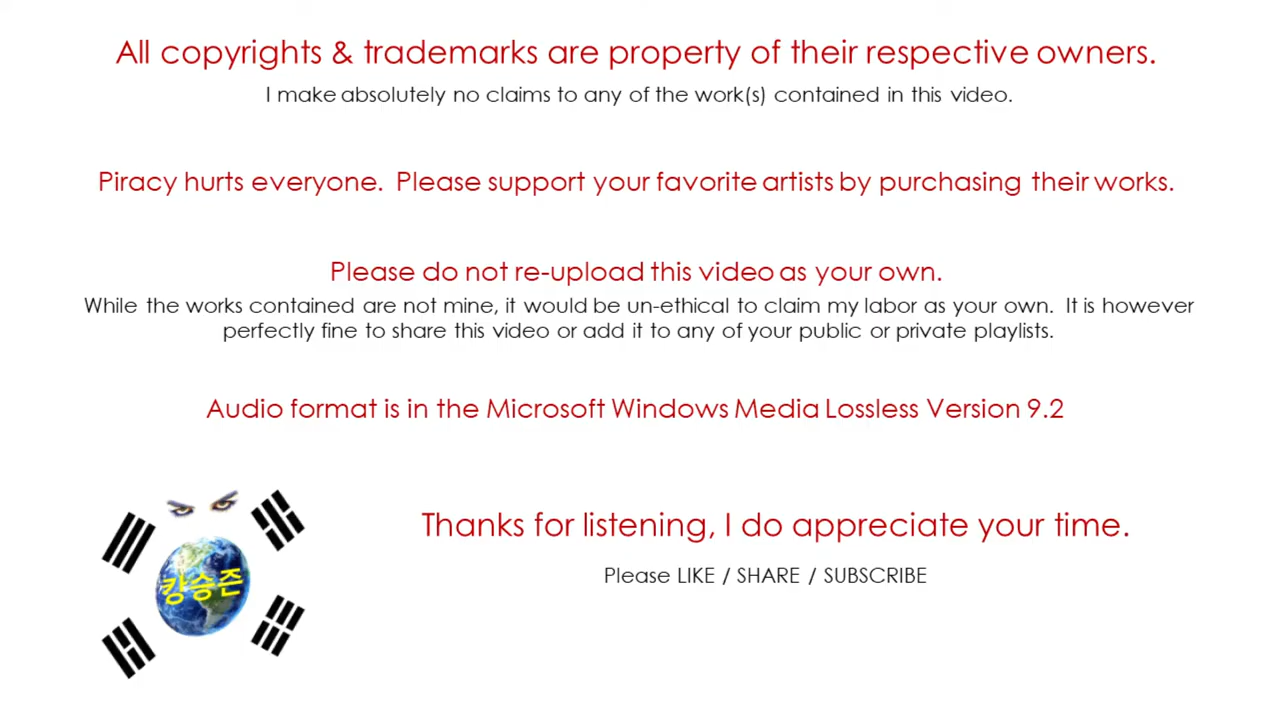 All copyrights & trademarks are property of their respective owners.
I make absolutely no claims to any of the work(s) contained in this video.
Piracy hurts everyone. Please support your favorite artists by purchasing their works.
Please do not re-upload this video as your own.
While the works contained are not mine, it would be un-ethical to claim my labor as your own. It is however
perfectly fine to share this video or add it to any of your public or private playlists.
Audio format is in the Microsoft Windows Media Lossless Version 9.2
캉승즌
Thanks for listening, I do appreciate your time.
Please LIKE / SHARE / SUBSCRIBE